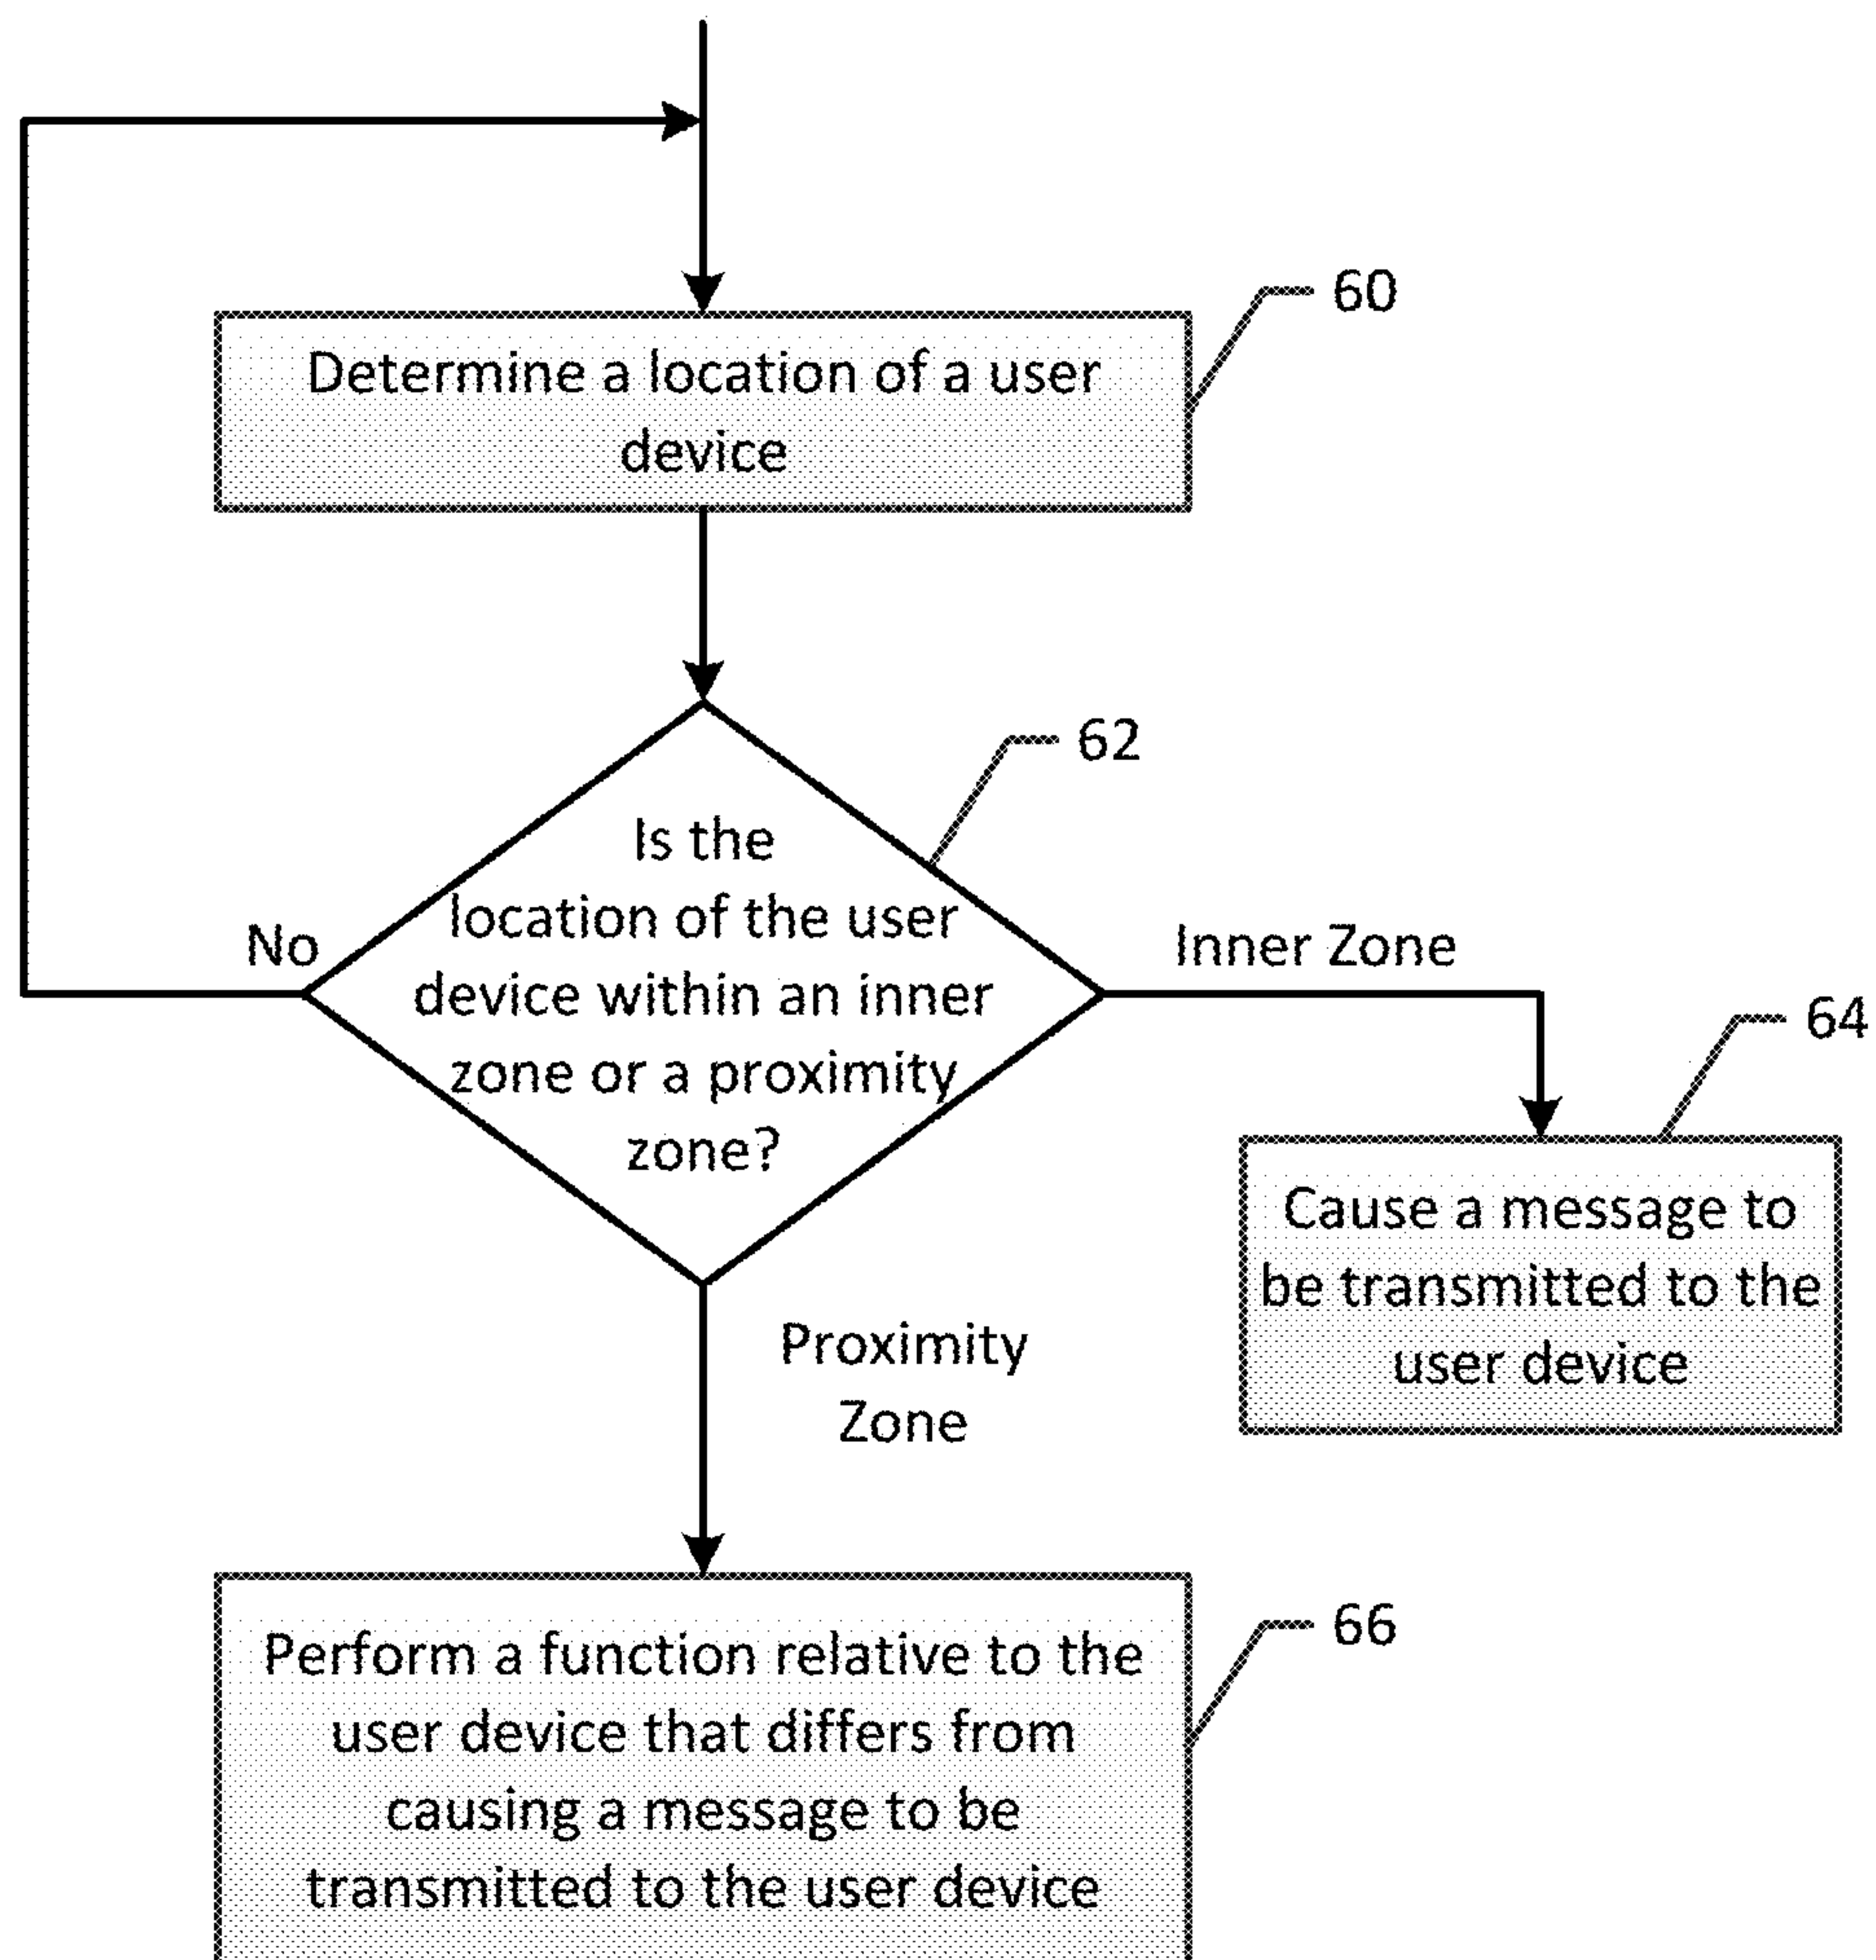 60
Determine a location of a user
device
62
Is the
location of the user
device within an inner
zone or a proximity
zone?
No
Inner Zone
64
Cause a message to
be transmitted to the
user device
Proximity
Zone
66
Perform a function relative to the
user device that differs from
causing a message to be
transmitted to the user device